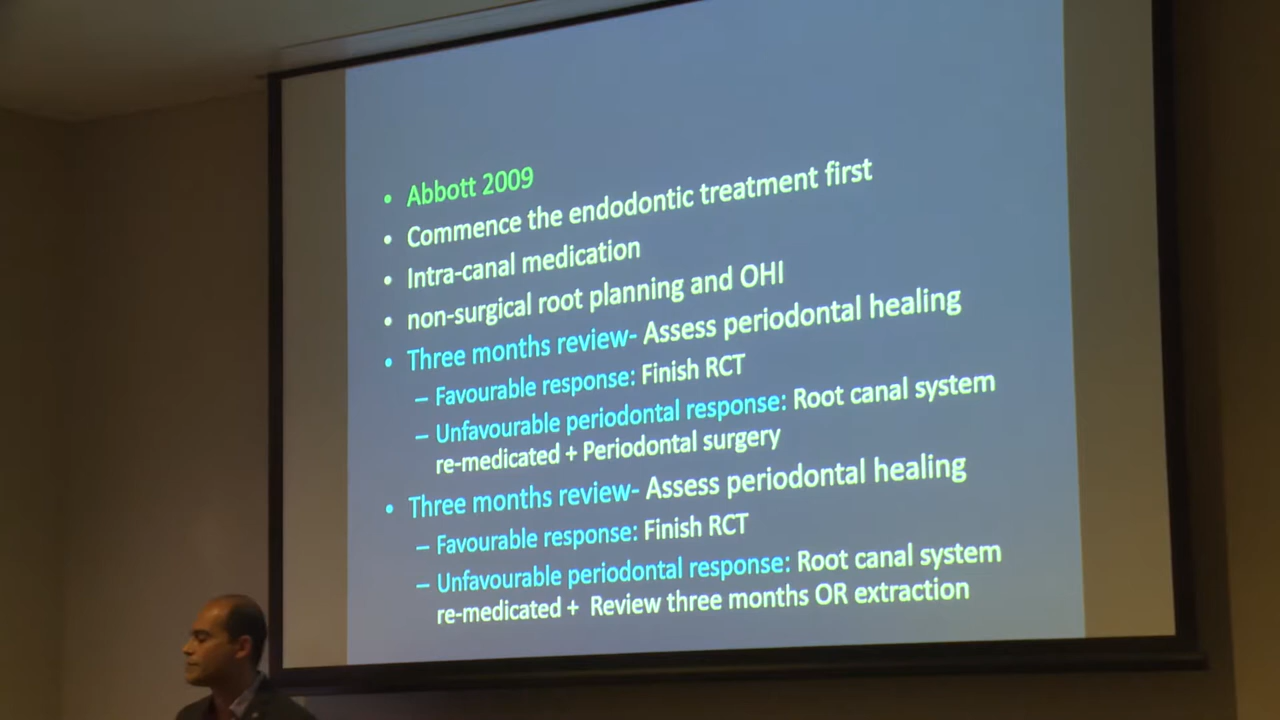 • Abbott 2009
• Commence the endodontic treatment first
• Intra-canal medication
• non-surgical root planning and OHI
• Three months review- Assess periodontal healing
– Favourable response: Finish RCT
– Unfavourable periodontal response: Root canal system
re-medicated + Periodontal surgery
• Three months review- Assess periodontal healing
– Favourable response: Finish RCT
– Unfavourable periodontal response: Root canal system
re-medicated + Review three months OR extraction